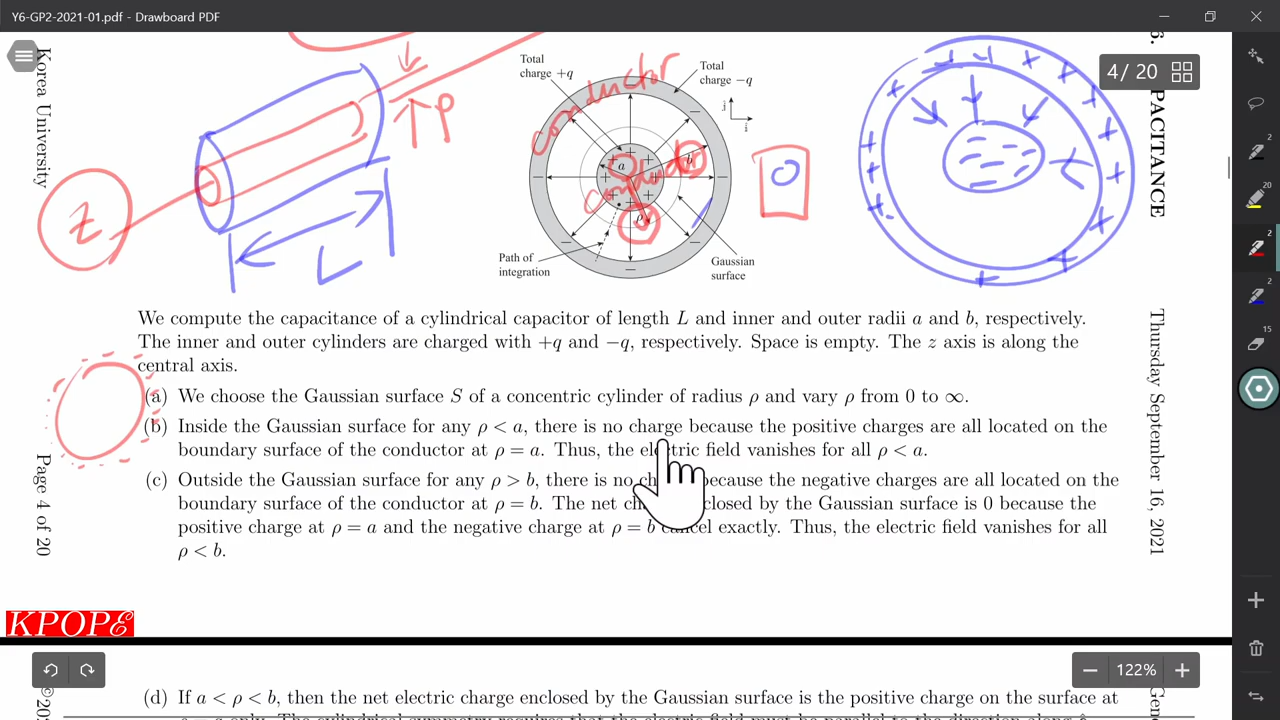 Y6-GP2-2021-01.pdf - Drawboard PDF
4/ 20
Korea University
6. CAPACITANCE
Total
charge +q
Total
charge −q
conductor
conductor
a
b
ρ
j
i
Path of
integration
Gaussian
surface
Z
L
ρ
0
We compute the capacitance of a cylindrical capacitor of length L and inner and outer radii a and b, respectively.
The inner and outer cylinders are charged with +q and −q, respectively. Space is empty. The z axis is along the
central axis.
(a) We choose the Gaussian surface S of a concentric cylinder of radius ρ and vary ρ from 0 to ∞.
(b) Inside the Gaussian surface for any ρ < a, there is no charge because the positive charges are all located on the
boundary surface of the conductor at ρ = a. Thus, the electric field vanishes for all ρ < a.
(c) Outside the Gaussian surface for any ρ > b, there is no ch because the negative charges are all located on the
boundary surface of the conductor at ρ = b. The net closed by the Gaussian surface is 0 because the
positive charge at ρ = a and the negative charge at ρ = b cancel exactly. Thus, the electric field vanishes for all
ρ < b.
Page 4 of 20
Thursday September 16, 2021
KPOPE
122%
(d) If a < ρ < b, then the net electric charge enclosed by the Gaussian surface is the positive charge on the surface at
20
2
2
15